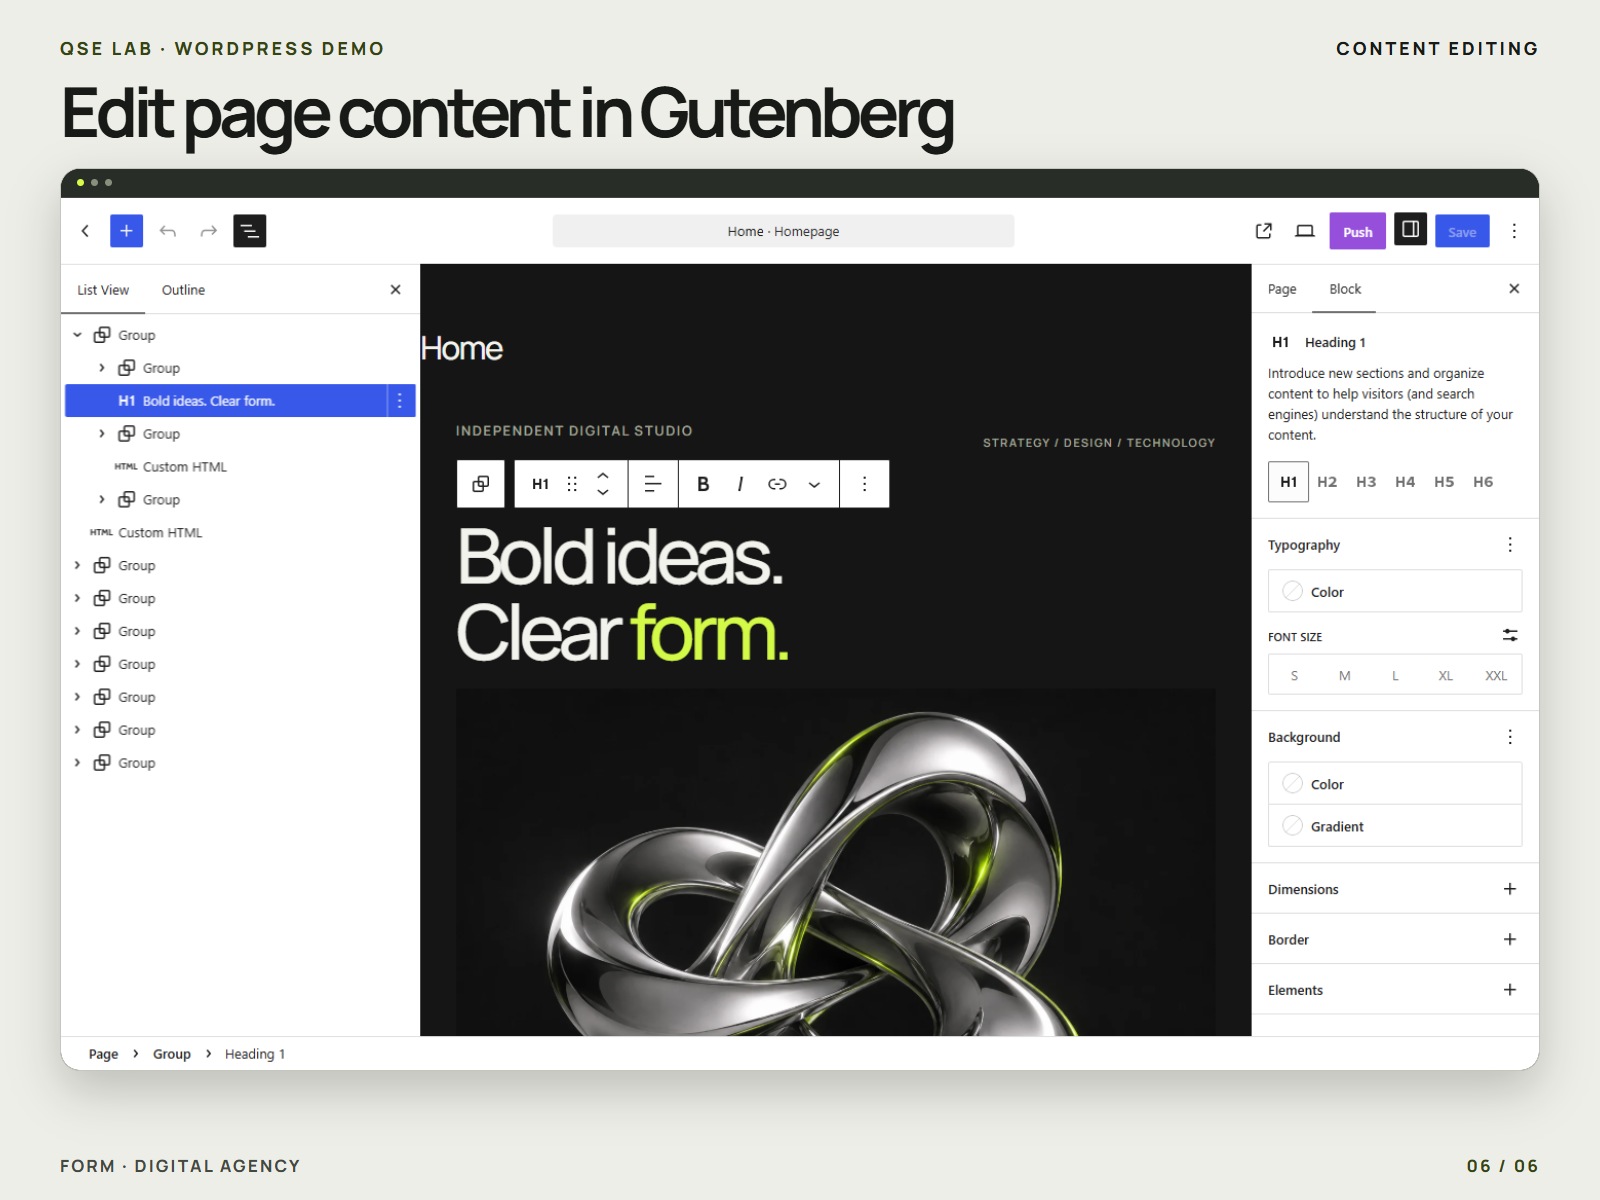 QSE LAB · WORDPRESS DEMO
CONTENT EDITING
Edit page content in Gutenberg
Home · Homepage
Push
Save
List View
Outline
Group
Group
H1 Bold ideas. Clear form.
Group
HTML Custom HTML
Group
HTML Custom HTML
Group
Group
Group
Group
Group
Group
Group
Home
INDEPENDENT DIGITAL STUDIO
STRATEGY / DESIGN / TECHNOLOGY
H1
B I
Bold ideas.
Clear form.
Page
Block
H1 Heading 1
Introduce new sections and organize
content to help visitors (and search
engines) understand the structure of your
content.
H1 H2 H3 H4 H5 H6
Typography
Color
FONT SIZE
S M L XL XXL
Background
Color
Gradient
Dimensions
Border
Elements
Page > Group > Heading 1
FORM · DIGITAL AGENCY
06 / 06